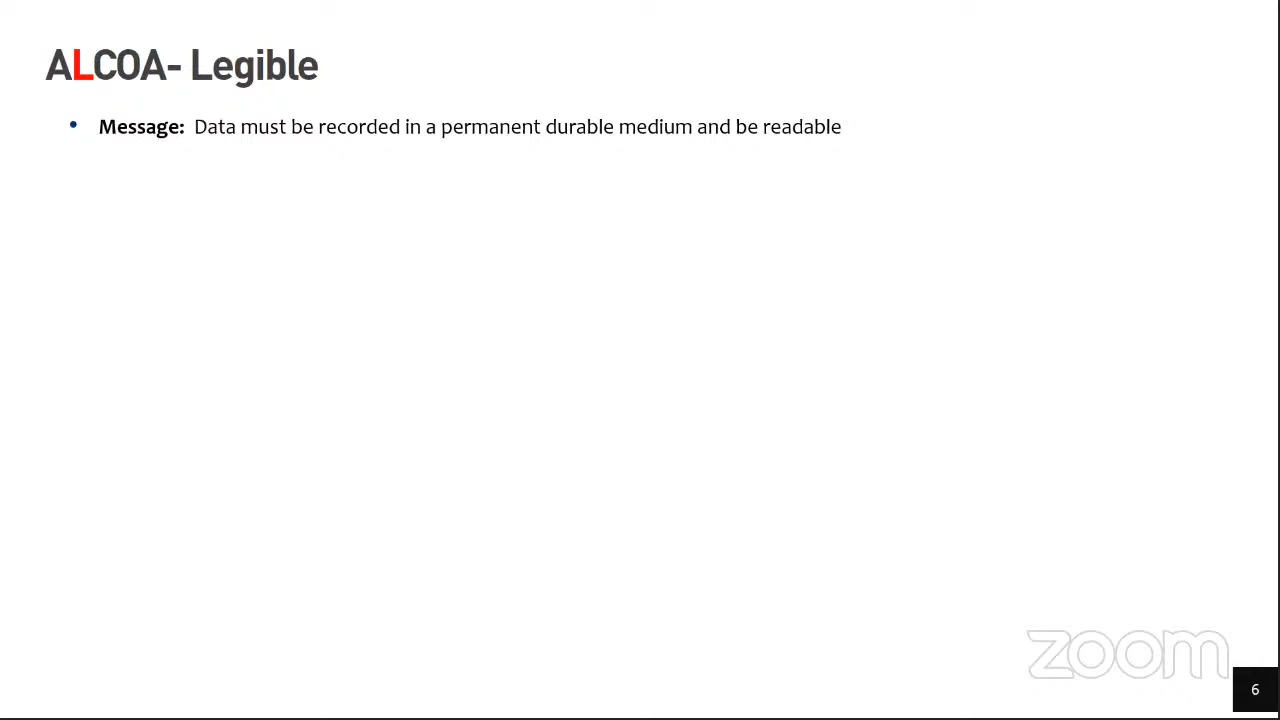 ALCOA- Legible
• Message: Data must be recorded in a permanent durable medium and be readable
zoom
6